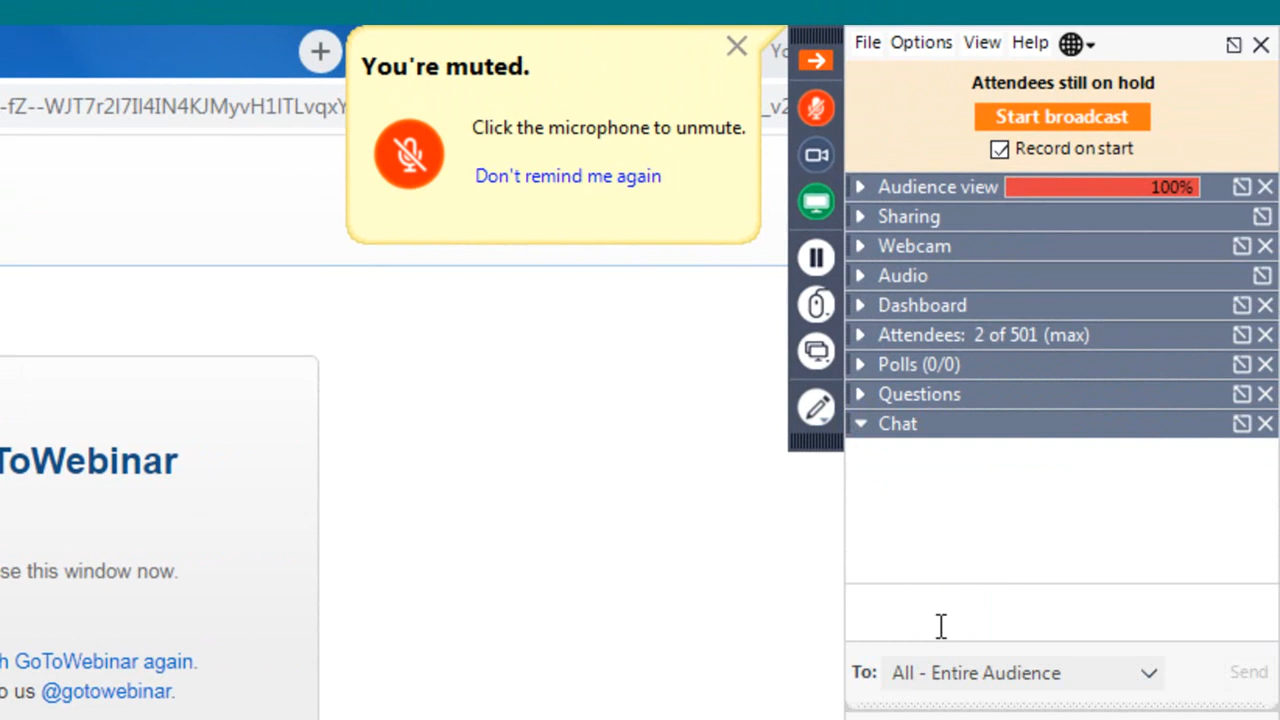 You're muted.
Click the microphone to unmute.
Don't remind me again
File Options View Help
Attendees still on hold
Start broadcast
Record on start
Audience view 100%
Sharing
Webcam
Audio
Dashboard
Attendees: 2 of 501 (max)
Polls (0/0)
Questions
Chat
To: All - Entire Audience Send
ToWebinar
se this window now.
h GoToWebinar again.
o us @gotowebinar.